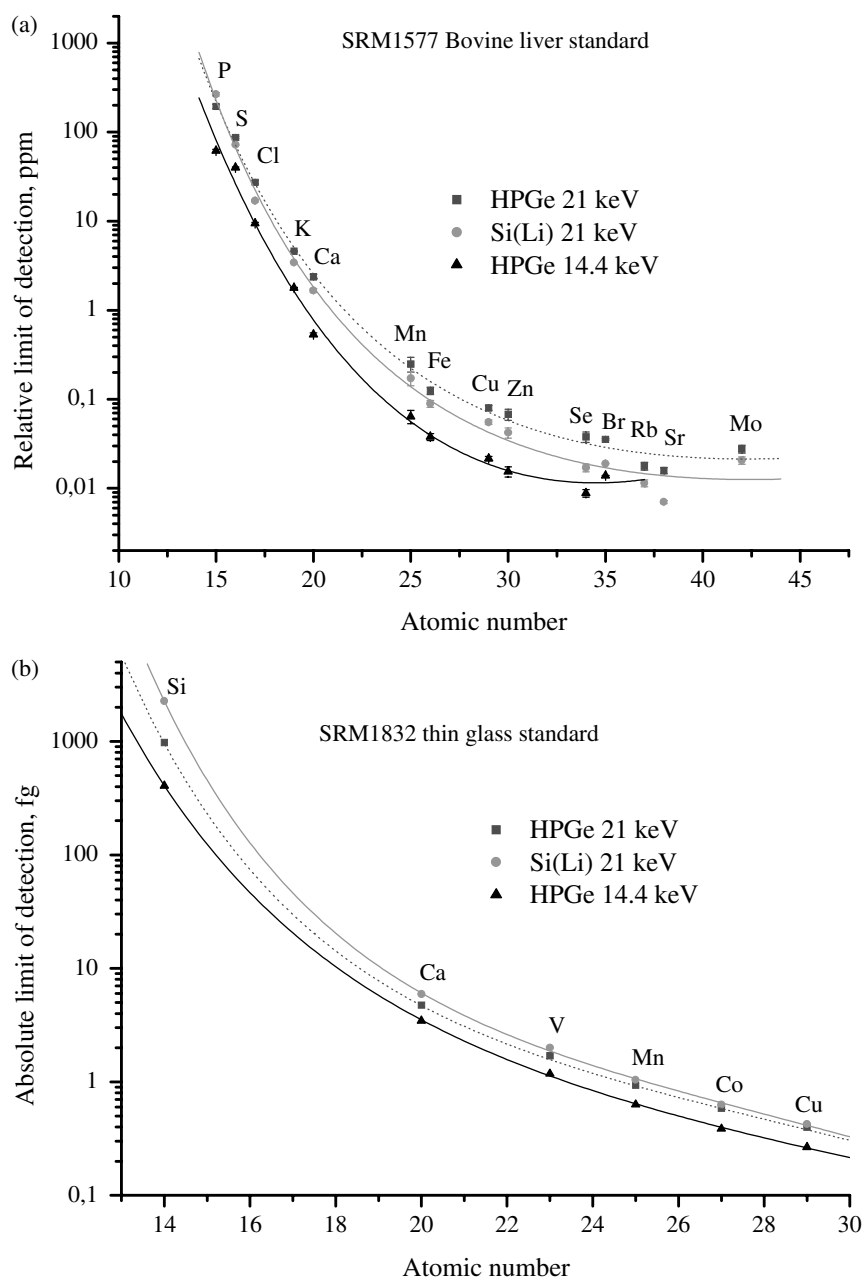 (a)
SRM1577 Bovine liver standard
1000
100
10
1
0,1
0,01
Relative limit of detection, ppm
P
S
Cl
K
Ca
Mn
Fe
Cu
Zn
Se
Br
Rb
Sr
Mo
HPGe 21 keV
Si(Li) 21 keV
HPGe 14.4 keV
10 15 20 25 30 35 40 45
Atomic number
(b)
SRM1832 thin glass standard
1000
100
10
1
0,1
Absolute limit of detection, fg
Si
Ca
V
Mn
Co
Cu
HPGe 21 keV
Si(Li) 21 keV
HPGe 14.4 keV
14 16 18 20 22 24 26 28 30
Atomic number